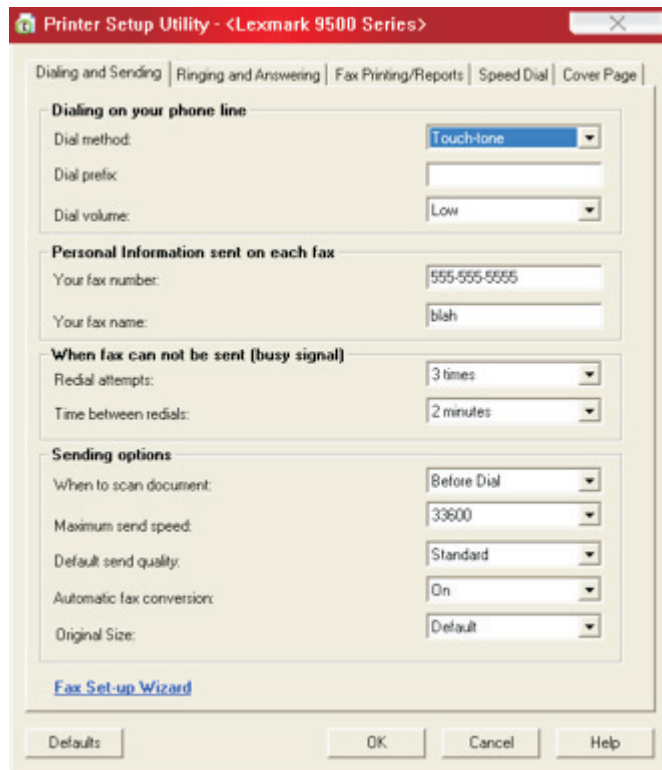 Printer Setup Utility - <Lexmark 9500 Series>
Dialing and Sending Ringing and Answering Fax Printing/Reports Speed Dial Cover Page
Dialing on your phone line
Dial method: Touch-tone
Dial prefix:
Dial volume: Low
Personal Information sent on each fax
Your fax number: 555-555-5555
Your fax name: blah
When fax can not be sent (busy signal)
Redial attempts: 3 times
Time between redials: 2 minutes
Sending options
When to scan document: Before Dial
Maximum send speed: 33600
Default send quality: Standard
Automatic fax conversion: On
Original Size: Default
Fax Set-up Wizard
Defaults OK Cancel Help